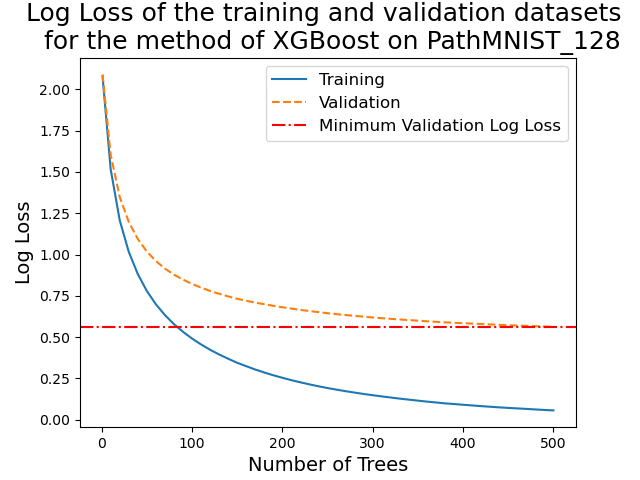 Log Loss of the training and validation datasets
for the method of XGBoost on PathMNIST_128
Training
Validation
Minimum Validation Log Loss
Log Loss
2.00
1.75
1.50
1.25
1.00
0.75
0.50
0.25
0.00
0 100 200 300 400 500
Number of Trees